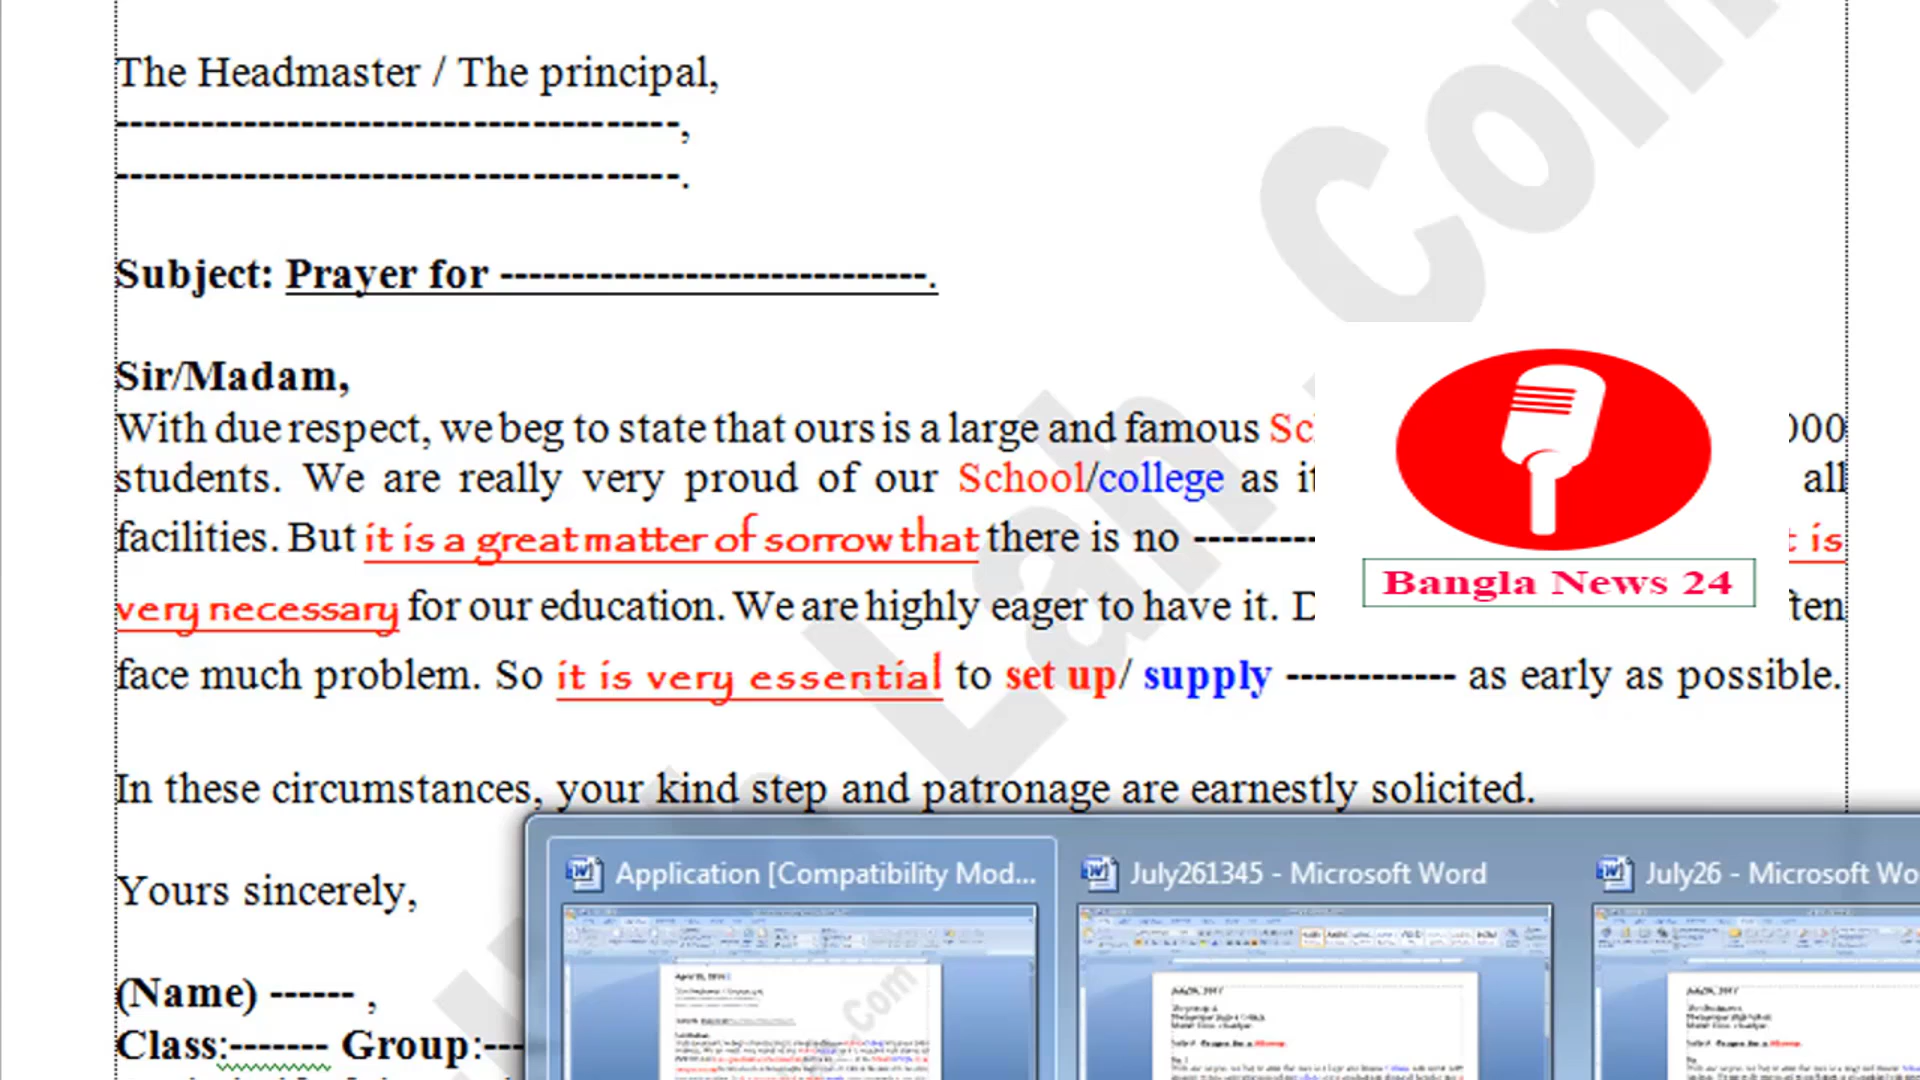 The Headmaster / The principal,
---------------------------------------,
---------------------------------------.
Subject: Prayer for ------------------------------.
Sir/Madam,
With due respect, we beg to state that ours is a large and famous Sc 000
students. We are really very proud of our School/college as it all
facilities. But it is a great matter of sorrow that there is no --------- t is
very necessary for our education. We are highly eager to have it. D ten
face much problem. So it is very essential to set up/ supply ------------ as early as possible.
Bangla News 24
In these circumstances, your kind step and patronage are earnestly solicited.
Yours sincerely,
(Name) ------ ,
Class:------- Group:---
Application [Compatibility Mod...
July261345 - Microsoft Word
July26 - Microsoft Wo